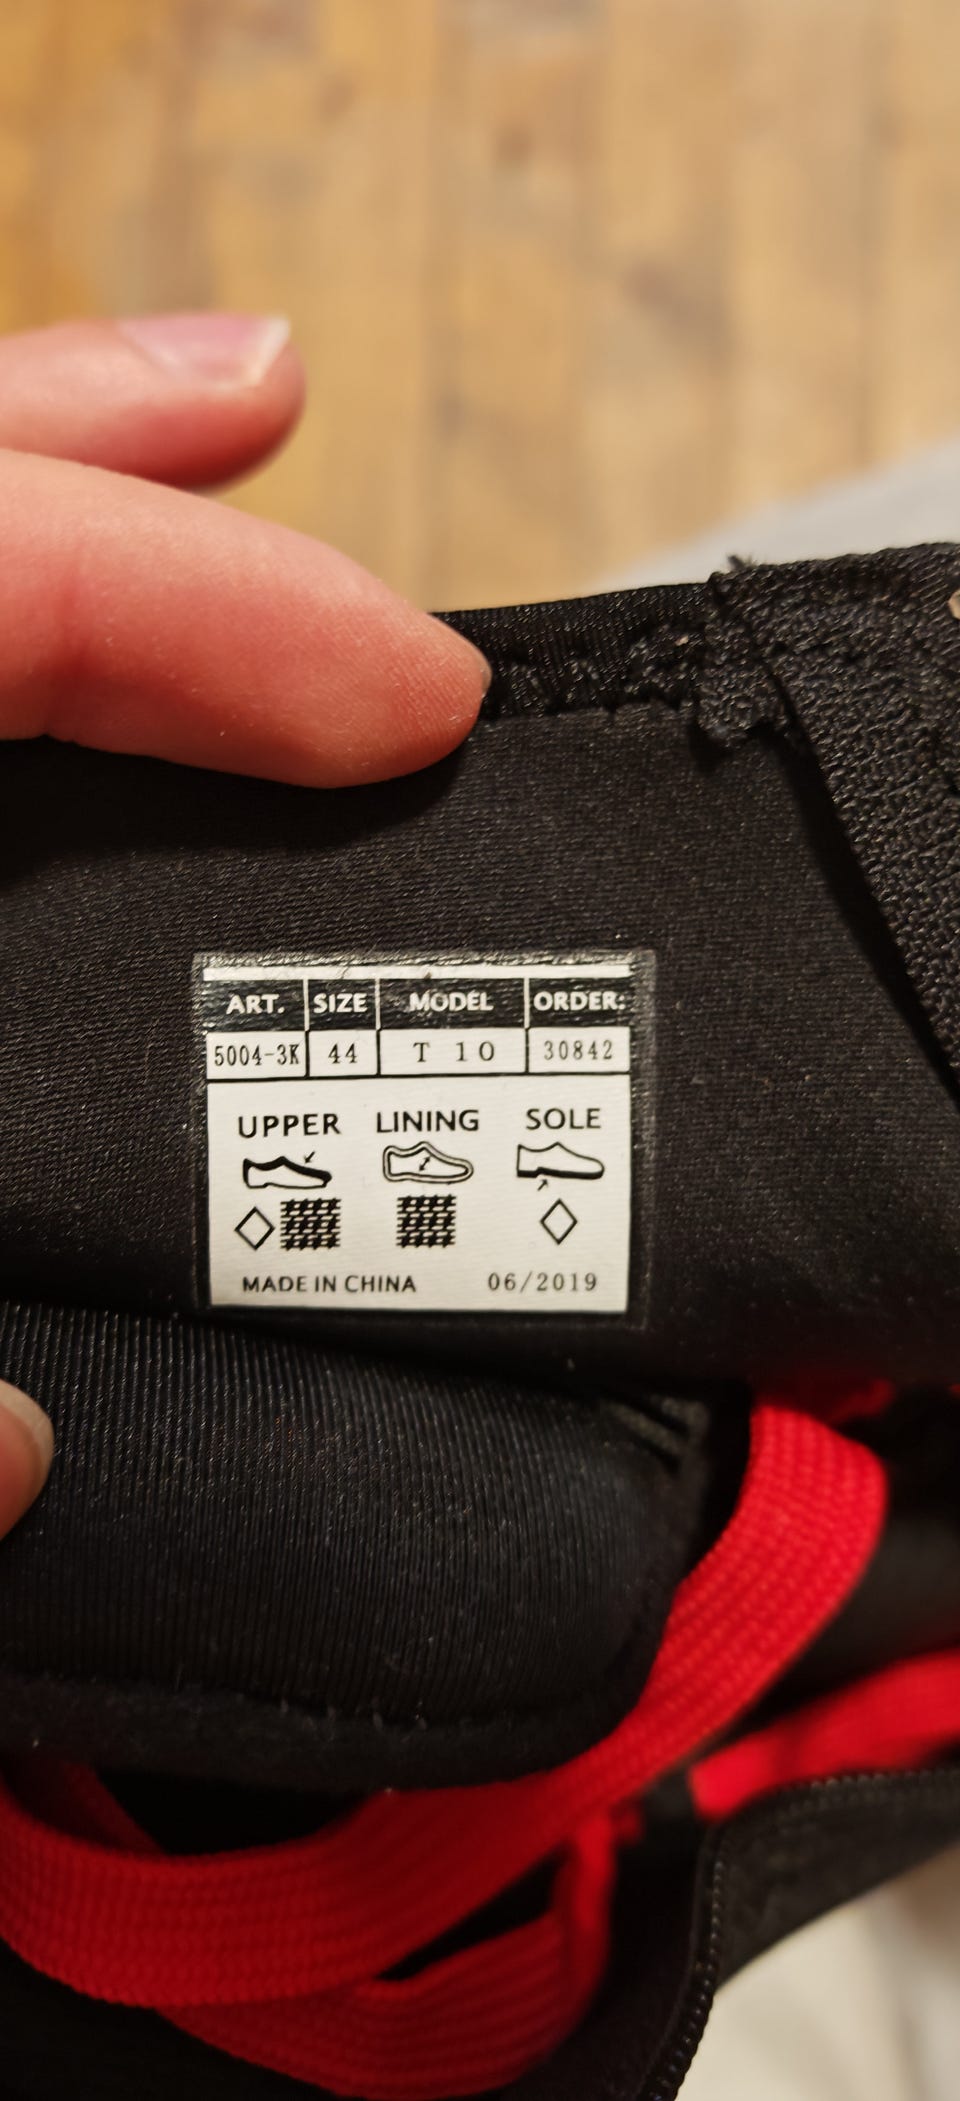 ART. SIZE MODEL ORDER:
5004-3K 44 T 10 30842
UPPER LINING SOLE
MADE IN CHINA 06/2019